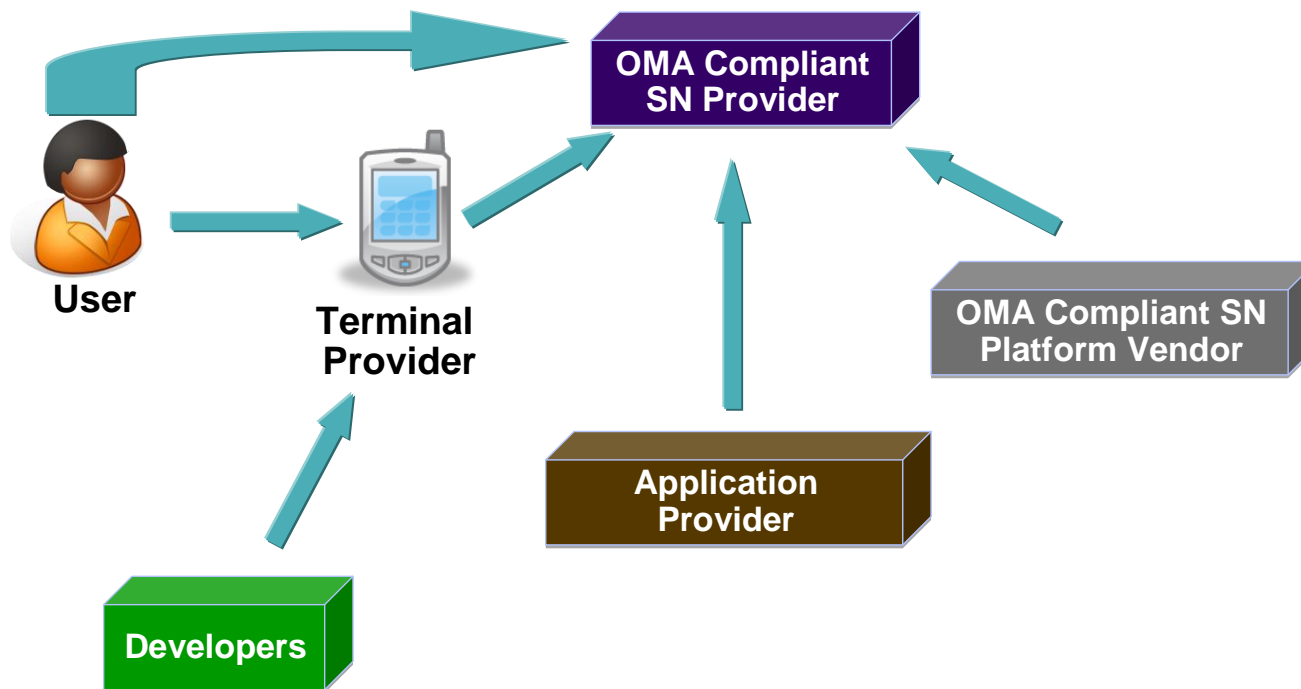 OMA Compliant
SN Provider
User
Terminal
Provider
OMA Compliant SN
Platform Vendor
Application
Provider
Developers